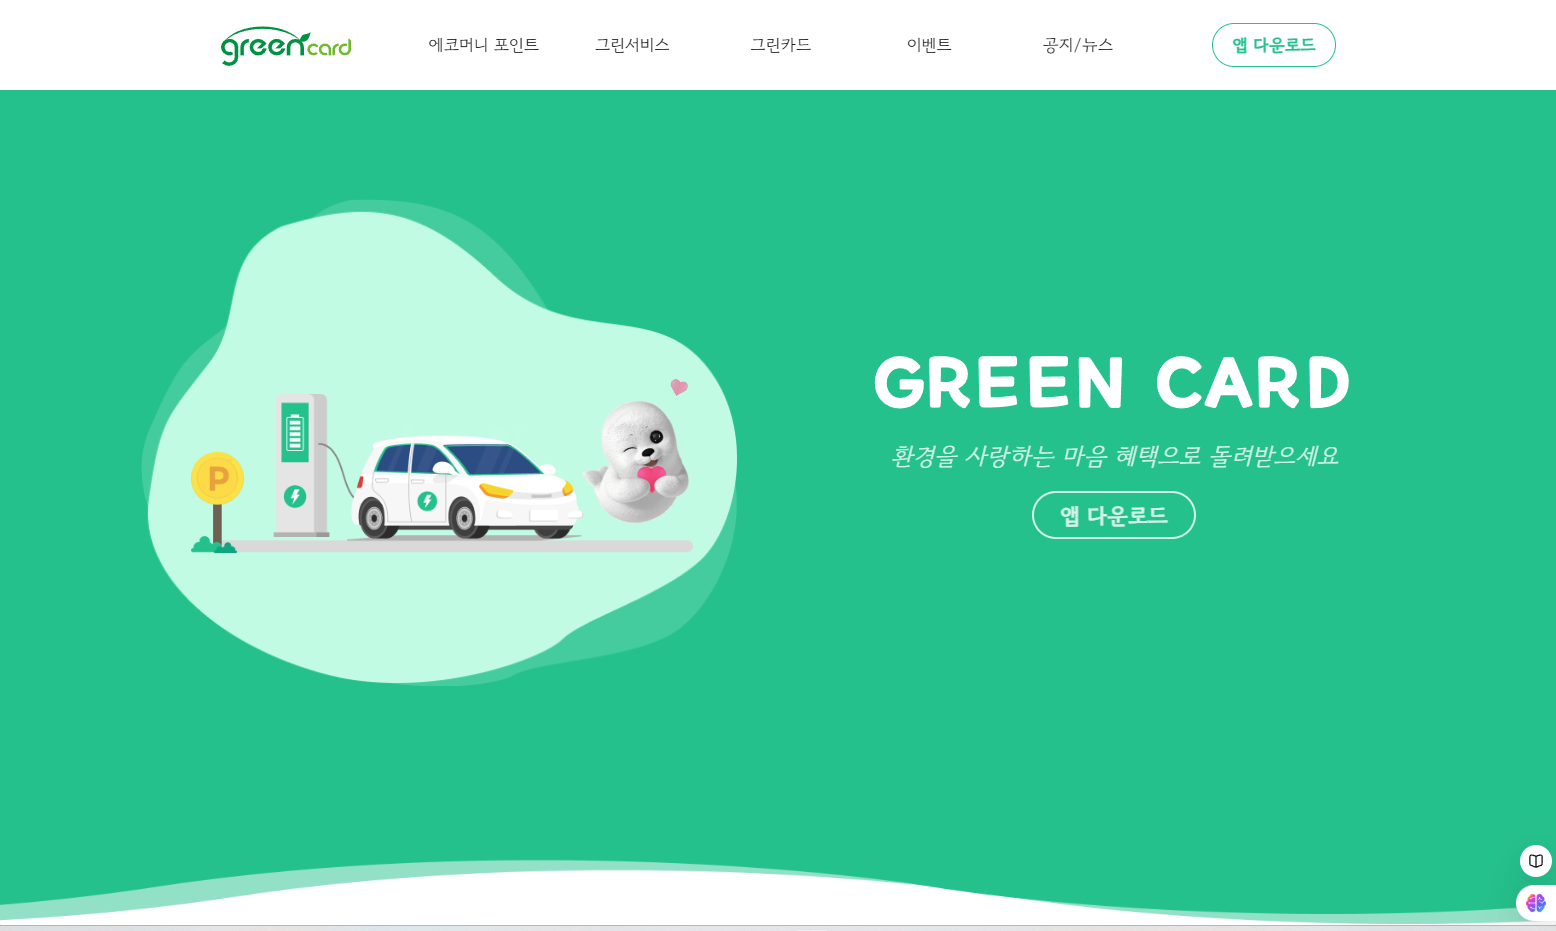 greencard
에코머니 포인트
그린서비스
그린카드
이벤트
공지/뉴스
앱 다운로드
P
GREEN CARD
환경을 사랑하는 마음 혜택으로 돌려받으세요
앱 다운로드